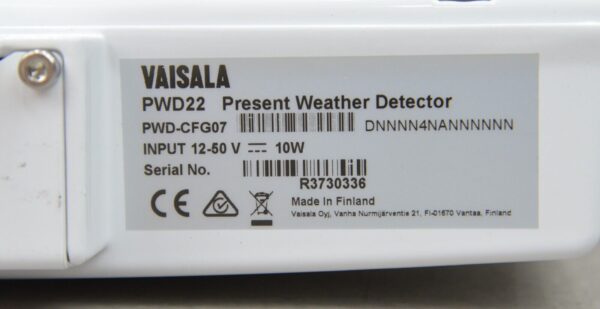 VAISALA
PWD22 Present Weather Detector
PWD-CFG07 DNNNN4NANNNNNN
INPUT 12-50 V ⎓ 10W
Serial No.
R3730336
CE Made In Finland
Vaisala Oyj, Vanha Nurmijärventie 21, FI-01670 Vantaa, Finland